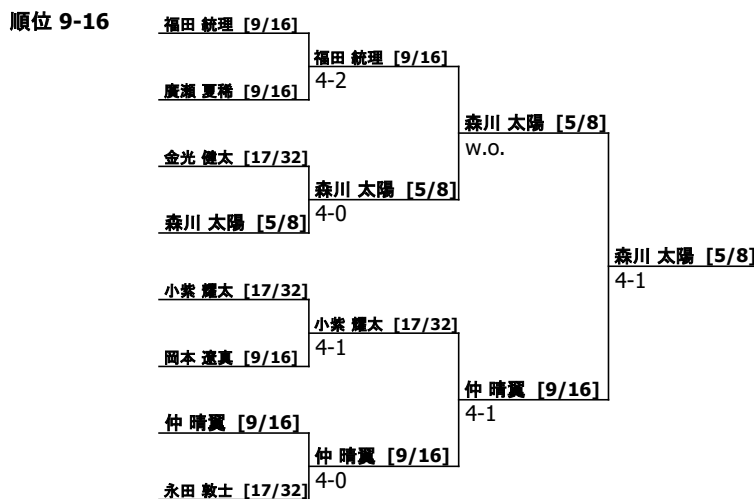 順位 9-16
福田 統理 [9/16]
廣瀬 夏稀 [9/16]
金光 健太 [17/32]
森川 太陽 [5/8]
小紫 耀太 [17/32]
岡本 遼真 [9/16]
仲 晴翼 [9/16]
永田 敦士 [17/32]
福田 統理 [9/16]
4-2
森川 太陽 [5/8]
4-0
小紫 耀太 [17/32]
4-1
仲 晴翼 [9/16]
4-0
森川 太陽 [5/8]
w.o.
仲 晴翼 [9/16]
4-1
森川 太陽 [5/8]
4-1